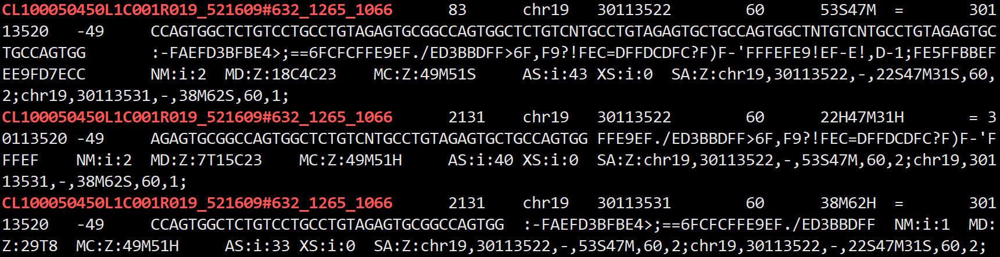 CL100050450L1C001R019_521609#632_1265_1066      83      chr19   30113522        60      53S47M  =       301
13520   -49     CCAGTGGCTCTGTCCTGCCTGTAGAGTGCGGCCAGTGGCTCTGTCNTGCCTGTAGAGTGCTGCCAGTGGCTNTGTCNTGCCTGTAGAGTGC
TGCCAGTGG       :-FAEFD3BFBE4>;==6FCFCFFE9EF./ED3BBDFF>6F,F9?!FEC=DFFDCDFC?F)F-'FFFEFE9!EF-E!,D-1;FE5FFBBEF
EE9FD7ECC       NM:i:2  MD:Z:18C4C23    MC:Z:49M51S     AS:i:43 XS:i:0  SA:Z:chr19,30113522,-,22S47M31S,60,
2;chr19,30113531,-,38M62S,60,1;
CL100050450L1C001R019_521609#632_1265_1066      2131    chr19   30113522        60      22H47M31H       = 3
0113520 -49     AGAGTGCGGCCAGTGGCTCTGTCNTGCCTGTAGAGTGCTGCCAGTGG FFE9EF./ED3BBDFF>6F,F9?!FEC=DFFDCDFC?F)F-'F
FFEF    NM:i:2  MD:Z:7T15C23    MC:Z:49M51H     AS:i:40 XS:i:0  SA:Z:chr19,30113522,-,53S47M,60,2;chr19,301
13531,-,38M62S,60,1;
CL100050450L1C001R019_521609#632_1265_1066      2131    chr19   30113531        60      38M62H  =       301
13520   -49     CCAGTGGCTCTGTCCTGCCTGTAGAGTGCGGCCAGTGG  :-FAEFD3BFBE4>;==6FCFCFFE9EF./ED3BBDFF  NM:i:1  MD:
Z:29T8  MC:Z:49M51H     AS:i:33 XS:i:0  SA:Z:chr19,30113522,-,53S47M,60,2;chr19,30113522,-,22S47M31S,60,2;